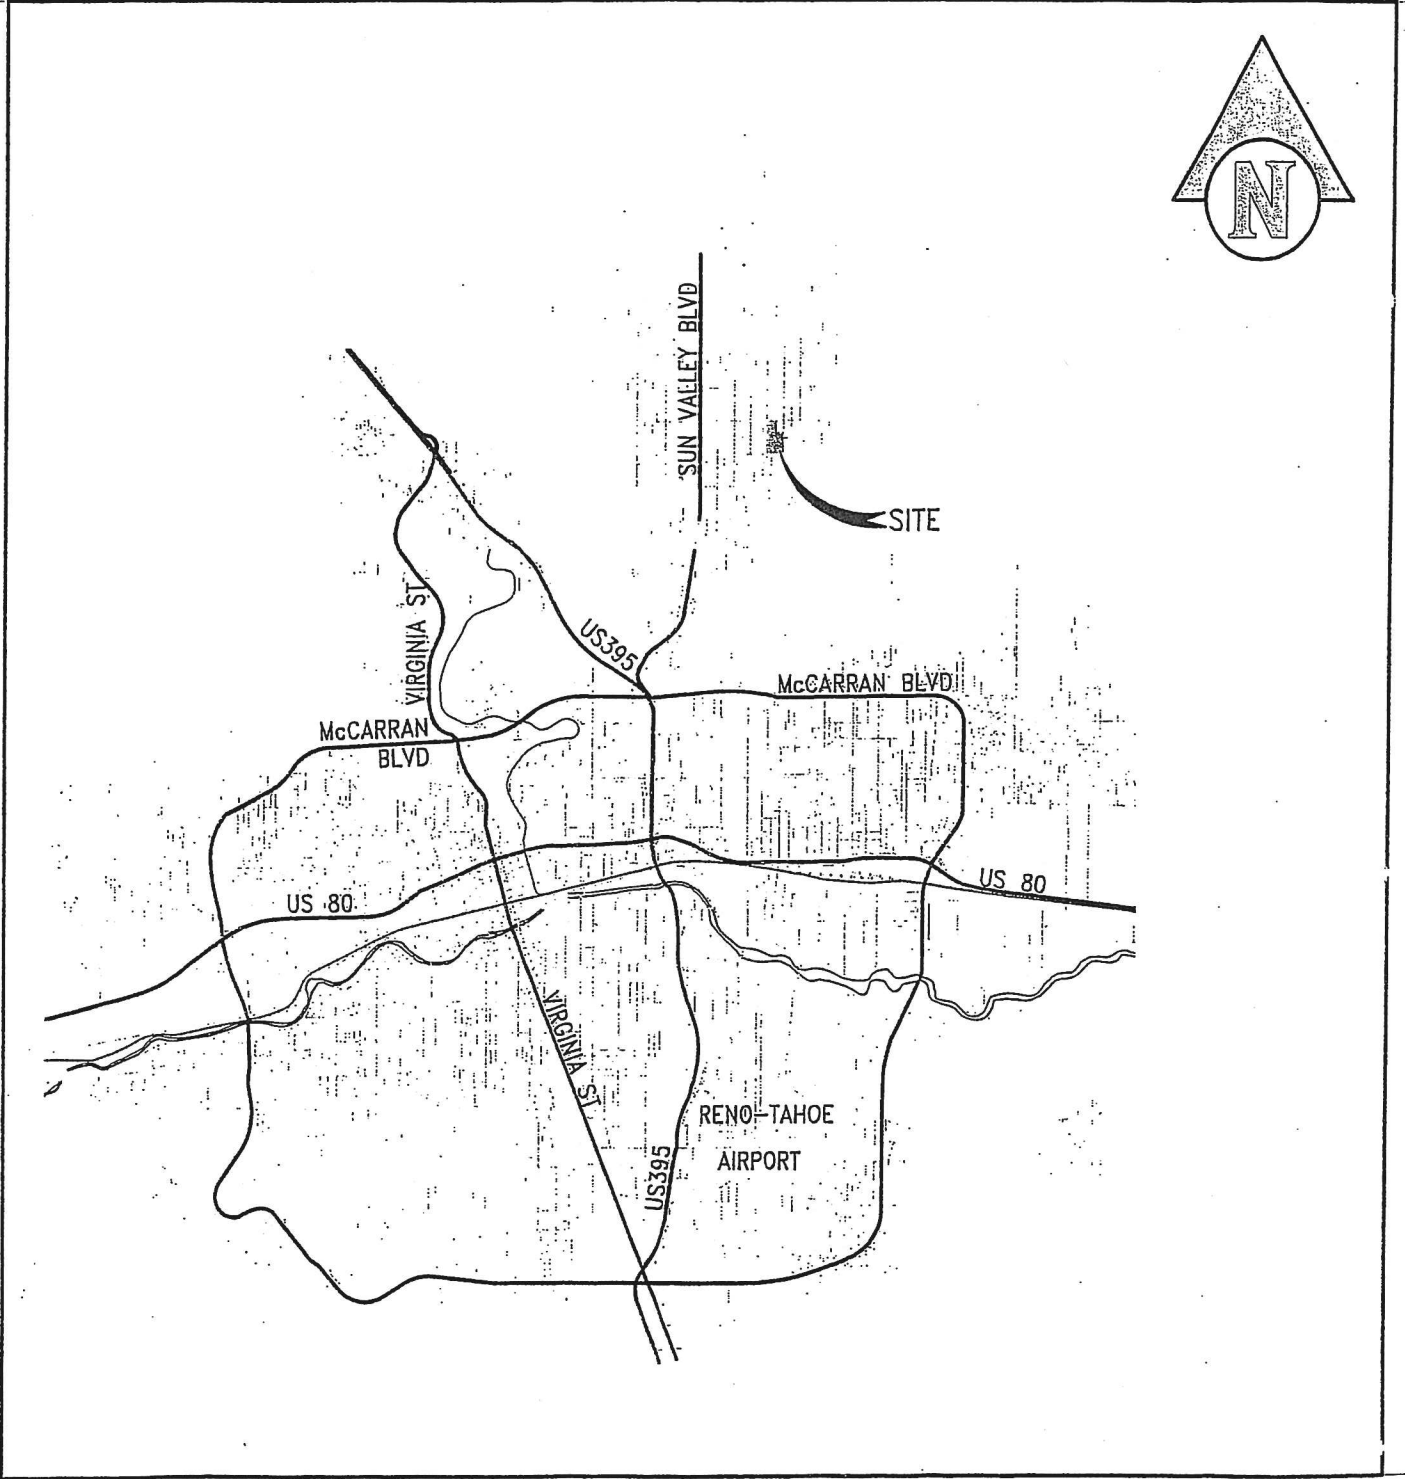 N
SUN VALLEY BLVD
SITE
VIRGINIA ST
US395
McCARRAN BLVD
McCARRAN
BLVD
US 80
US 80
VIRGINIA ST
RENO-TAHOE
AIRPORT
US395